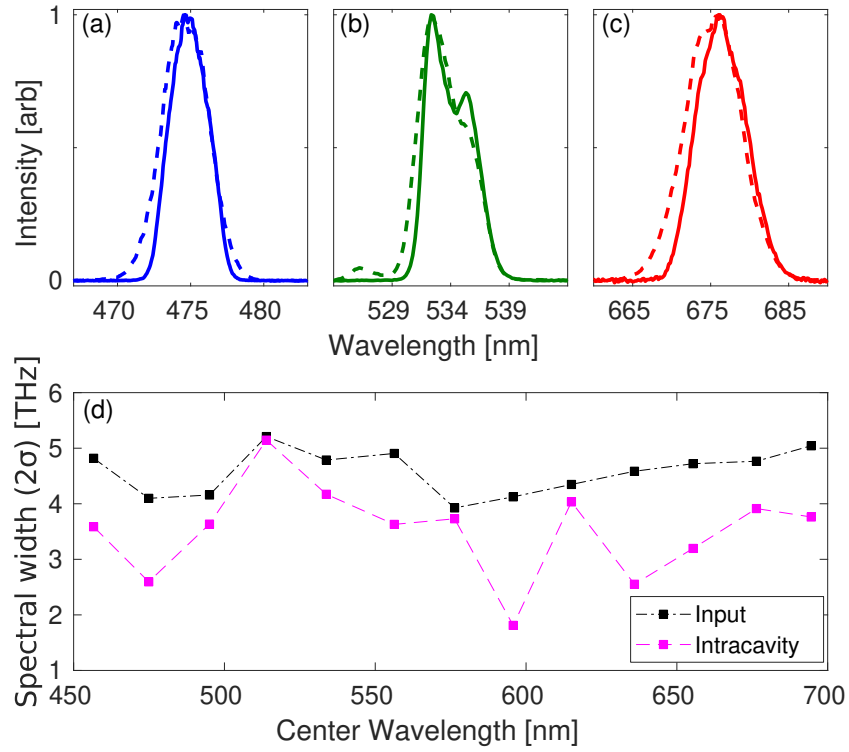 (a) (b) (c)
1
Intensity [arb]
0
470 475 480 529 534 539 665 675 685
Wavelength [nm]
(d)
Spectral width (2σ) [THz]
6
5
4
3
2
1
Input
Intracavity
450 500 550 600 650 700
Center Wavelength [nm]